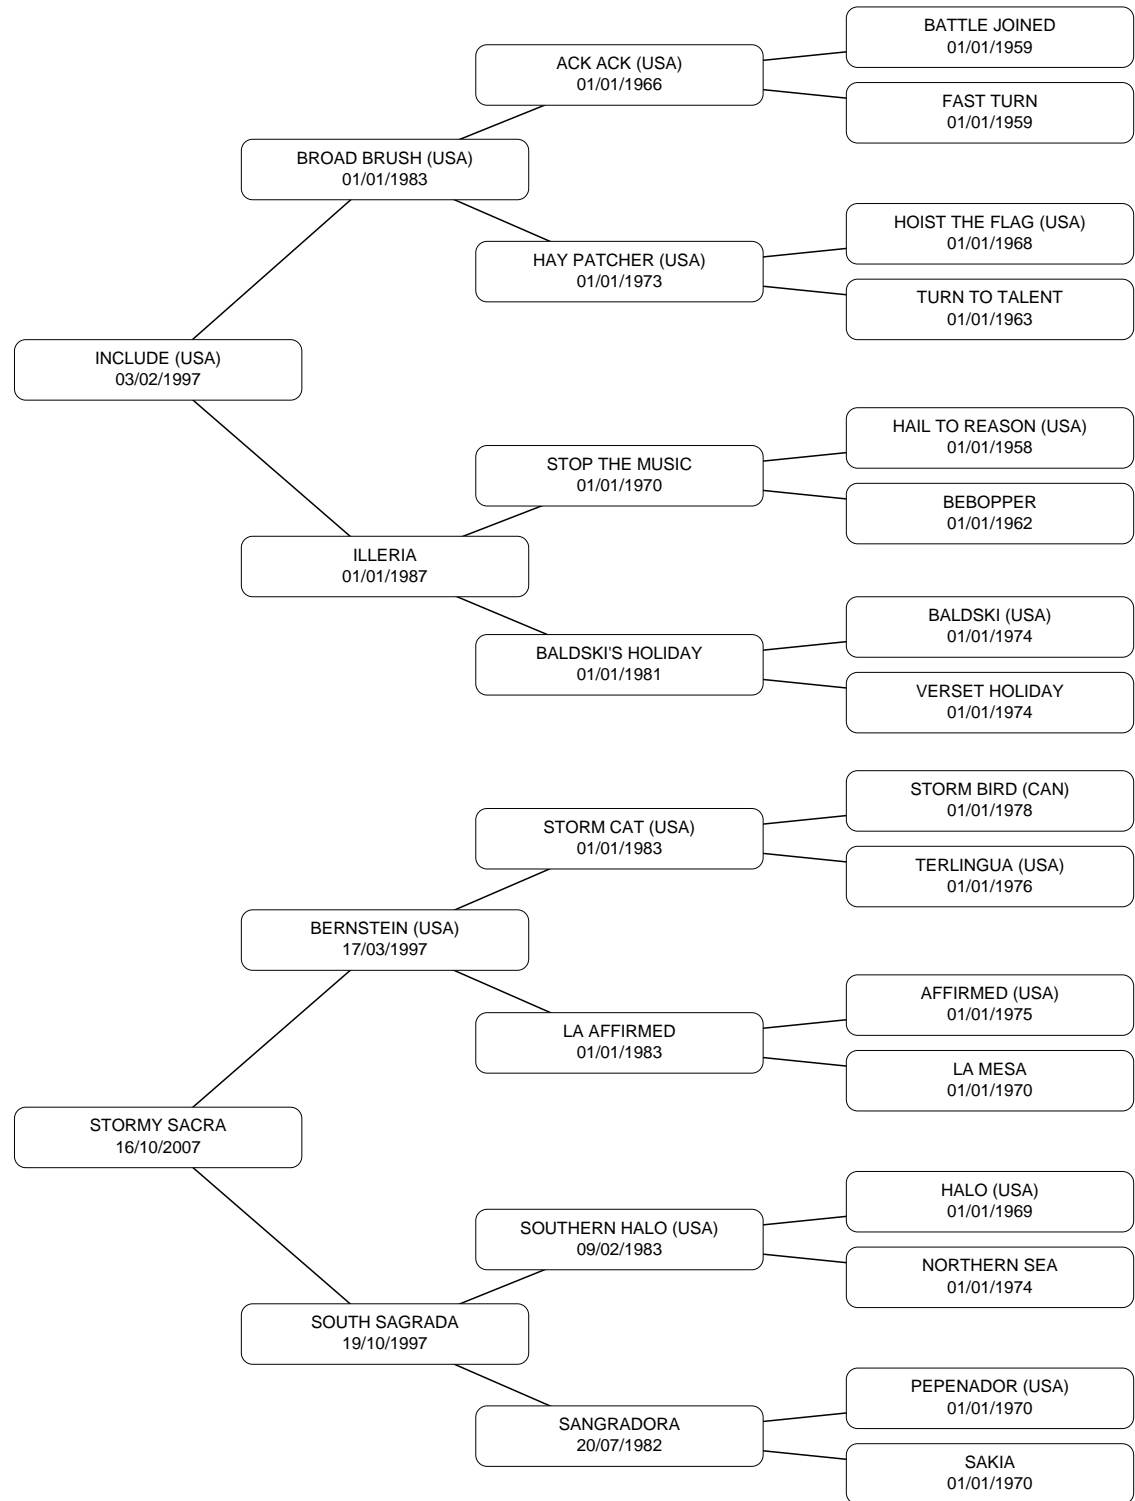 BATTLE JOINED
01/01/1959
ACK ACK (USA)
01/01/1966
FAST TURN
01/01/1959
BROAD BRUSH (USA)
01/01/1983
HOIST THE FLAG (USA)
01/01/1968
HAY PATCHER (USA)
01/01/1973
TURN TO TALENT
01/01/1963
INCLUDE (USA)
03/02/1997
HAIL TO REASON (USA)
01/01/1958
STOP THE MUSIC
01/01/1970
BEBOPPER
01/01/1962
ILLERIA
01/01/1987
BALDSKI (USA)
01/01/1974
BALDSKI'S HOLIDAY
01/01/1981
VERSET HOLIDAY
01/01/1974
STORM BIRD (CAN)
01/01/1978
STORM CAT (USA)
01/01/1983
TERLINGUA (USA)
01/01/1976
BERNSTEIN (USA)
17/03/1997
AFFIRMED (USA)
01/01/1975
LA AFFIRMED
01/01/1983
LA MESA
01/01/1970
STORMY SACRA
16/10/2007
HALO (USA)
01/01/1969
SOUTHERN HALO (USA)
09/02/1983
NORTHERN SEA
01/01/1974
SOUTH SAGRADA
19/10/1997
PEPENADOR (USA)
01/01/1970
SANGRADORA
20/07/1982
SAKIA
01/01/1970